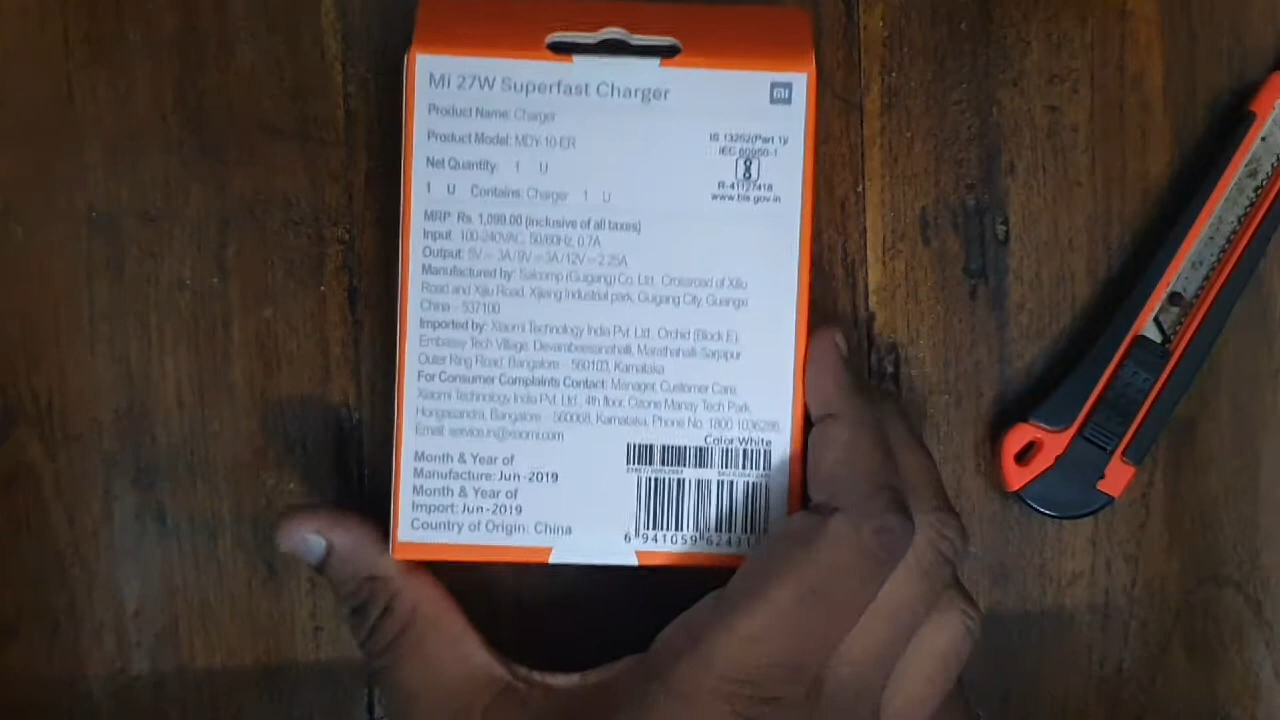 Mi 27W Superfast Charger
mi
Product Name: Charger
Product Model: MDY-10-ER
IS 13252(Part 1)/
IEC 60950-1
R-41127418
www.bis.gov.in
Net Quantity: 1 U
1 U Contains: Charger 1 U
MRP: Rs. 1,099.00 (inclusive of all taxes)
Input: 100-240VAC, 50/60Hz, 0.7A
Output: 5V⎓3A/9V⎓3A/12V⎓2.25A
Manufactured by: Salcomp (Guigang) Co. Ltd., Crossroad of Xijiu
Road and Xijiu Road, Xijiang Industrial park, Guigang City, Guangxi
China - 537100
Imported by: Xiaomi Technology India Pvt. Ltd., Orchid (Block E),
Embassy Tech Village, Devarabeesanahalli, Marathahalli-Sarjapur
Outer Ring Road, Bangalore - 560103, Karnataka
For Consumer Complaints Contact: Manager, Customer Care,
Xiaomi Technology India Pvt. Ltd., 4th floor, Ozone Manay Tech Park,
Hongasandra, Bangalore - 560068, Karnataka, Phone No. 1800 1036286,
Email: service.in@xiaomi.com
Color:White
Month & Year of
Manufacture: Jun-2019
Month & Year of
Import: Jun-2019
Country of Origin: China
6 941059 62431